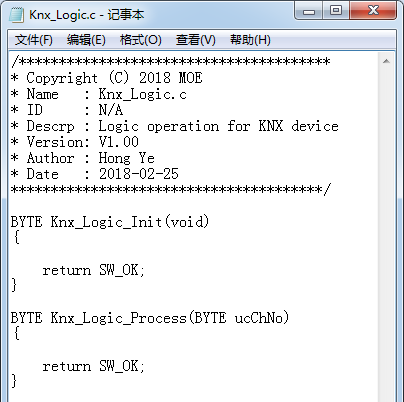 Knx_Logic.c - 记事本
文件(F) 编辑(E) 格式(O) 查看(V) 帮助(H)
/***************************************
* Copyright (C) 2018 MOE
* Name   : Knx_Logic.c
* ID     : N/A
* Descrp : Logic operation for KNX device
* Version: V1.00
* Author : Hong Ye
* Date   : 2018-02-25
***************************************/
BYTE Knx_Logic_Init(void)
{
    return SW_OK;
}
BYTE Knx_Logic_Process(BYTE ucChNo)
{
    return SW_OK;
}